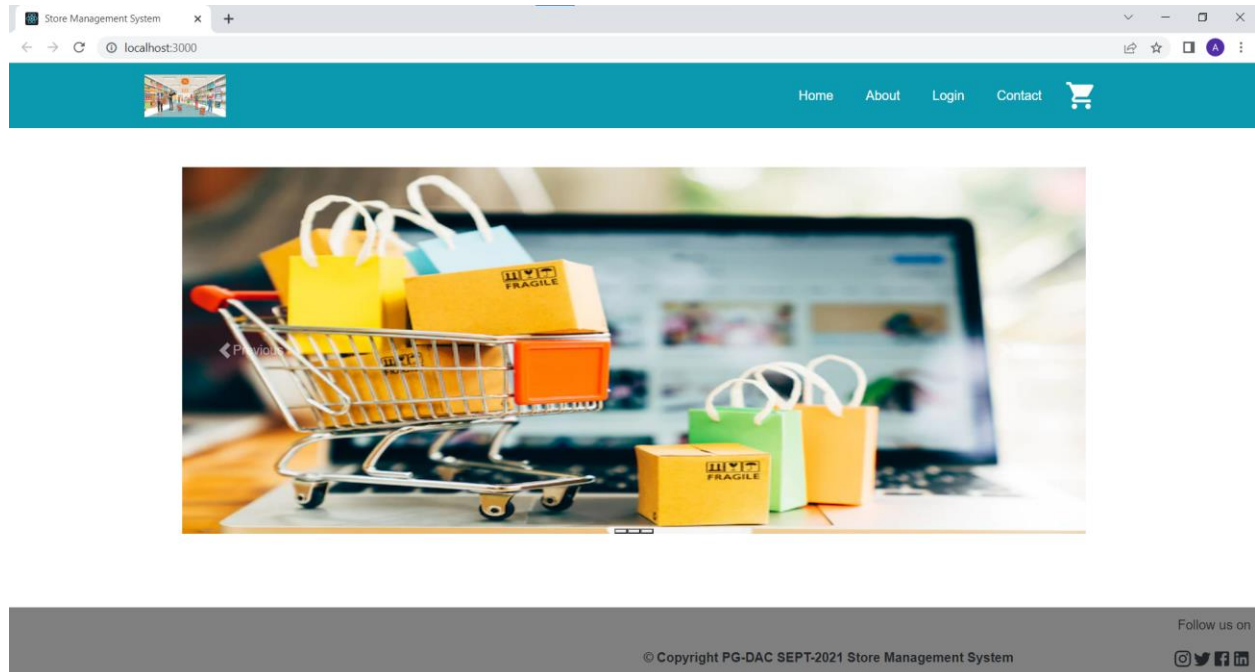 Store Management System
localhost:3000
A
Home About Login Contact
FRAGILE
Previous
FRAGILE
Follow us on
© Copyright PG-DAC SEPT-2021 Store Management System